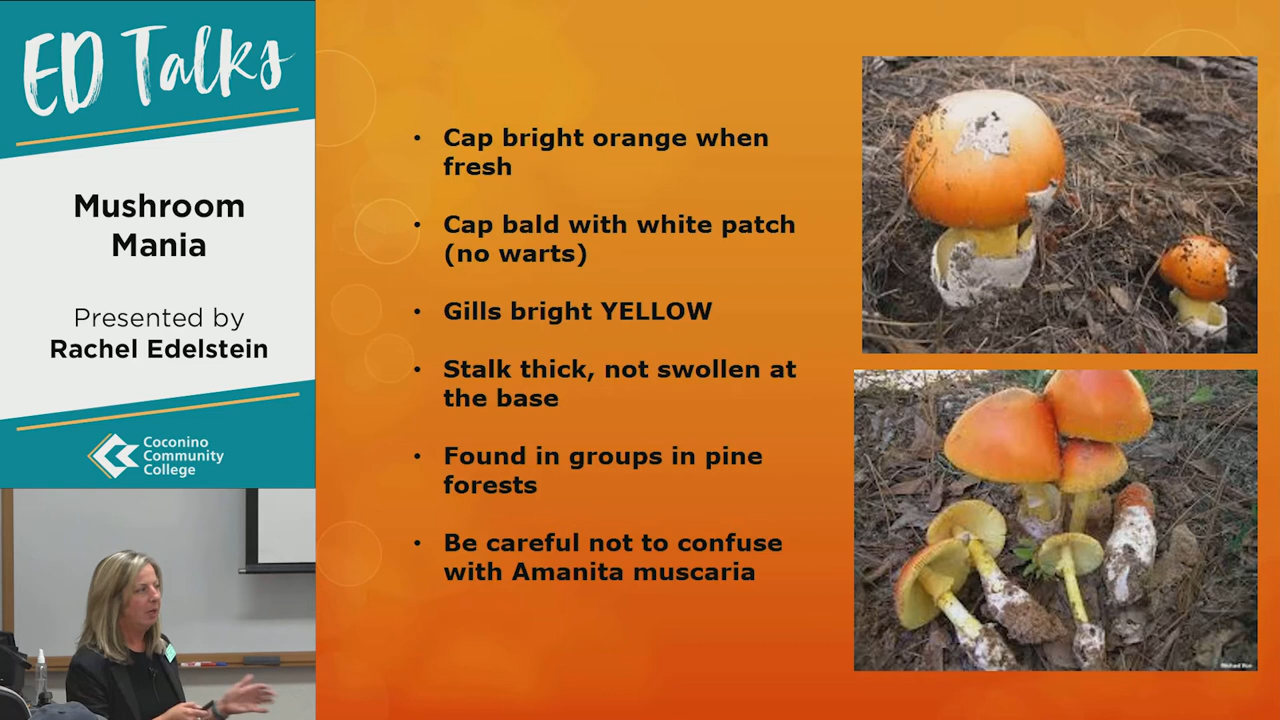 ED Talks
Mushroom
Mania
Presented by
Rachel Edelstein
Coconino
Community
College
• Cap bright orange when
fresh
• Cap bald with white patch
(no warts)
• Gills bright YELLOW
• Stalk thick, not swollen at
the base
• Found in groups in pine
forests
• Be careful not to confuse
with Amanita muscaria